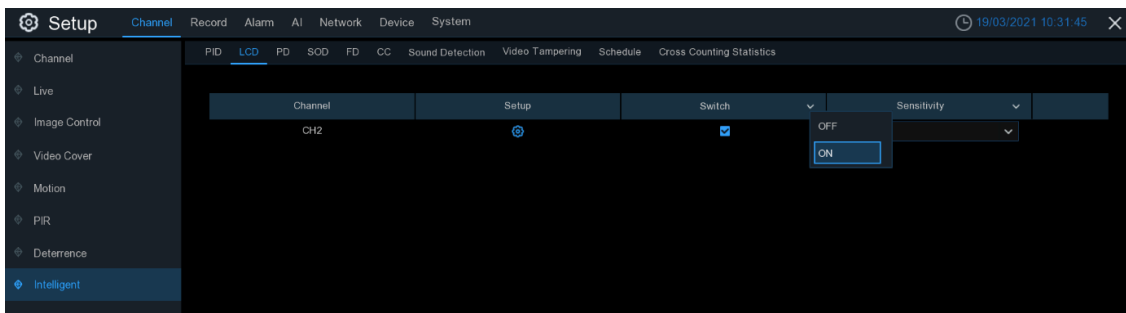 Setup Channel Record Alarm AI Network Device System 19/03/2021 10:31:45
PID LCD PD SOD FD CC Sound Detection Video Tampering Schedule Cross Counting Statistics
Channel
Live
Image Control
Video Cover
Motion
PIR
Deterrence
Intelligent
Channel Setup Switch Sensitivity
CH2
OFF
ON